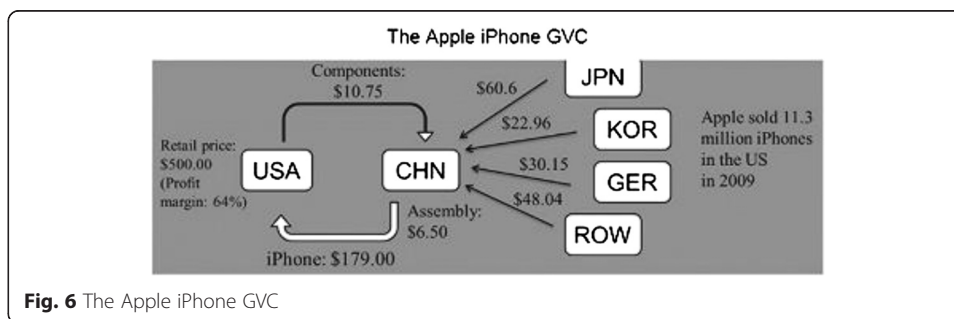 The Apple iPhone GVC
Components:
$10.75
JPN
$60.6
$22.96
KOR
Apple sold 11.3
million iPhones
in the US
in 2009
Retail price:
$500.00
(Profit
margin: 64%)
USA
CHN
$30.15
GER
$48.04
Assembly:
$6.50
ROW
iPhone: $179.00
Fig. 6 The Apple iPhone GVC